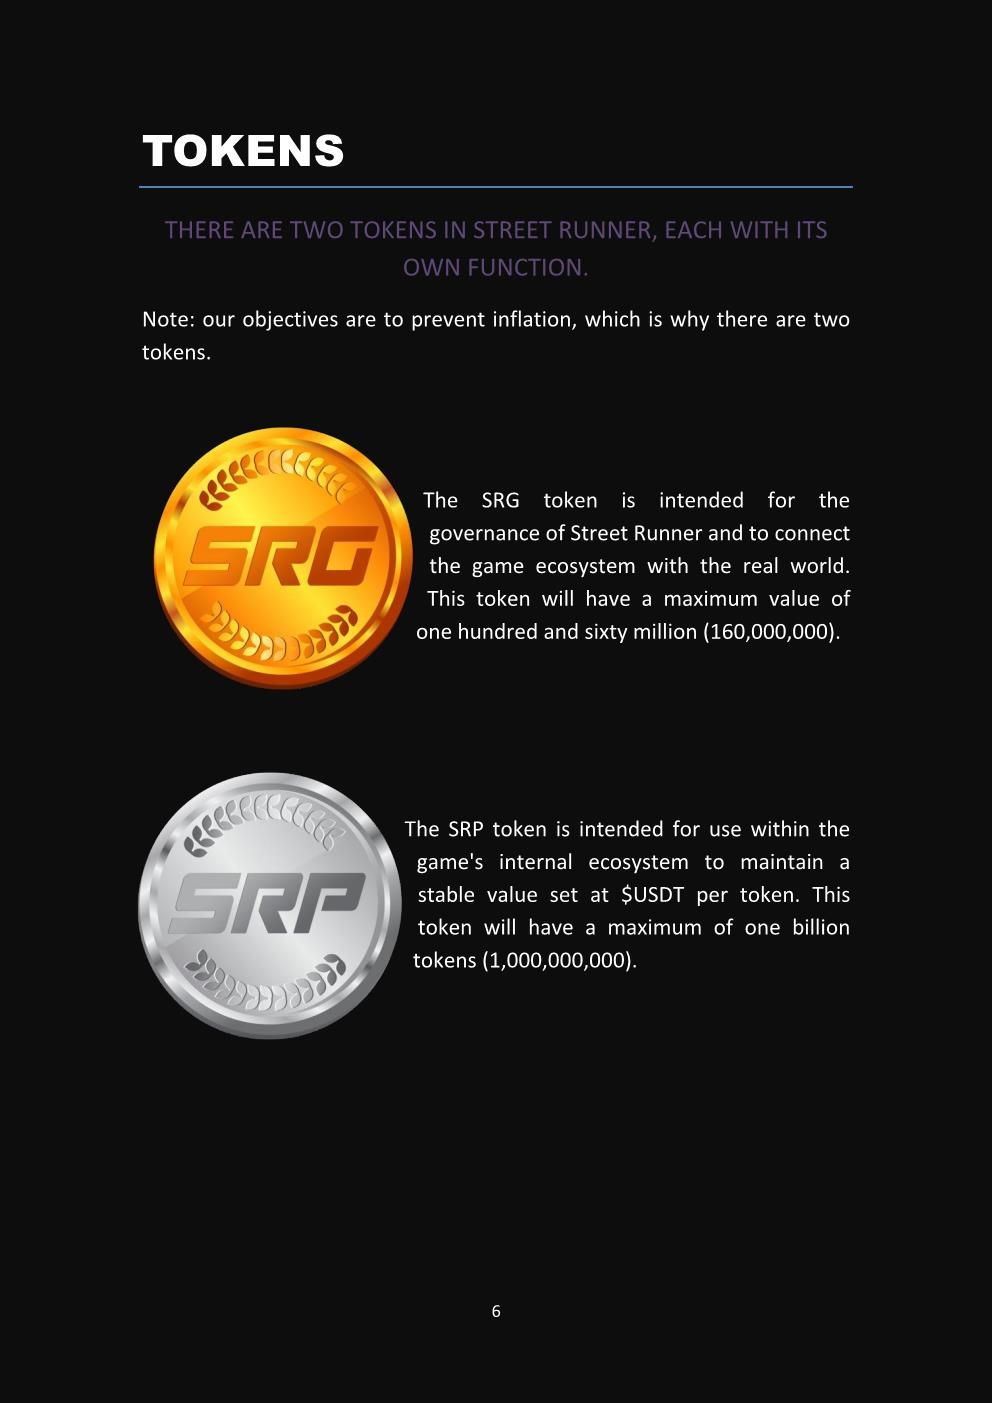 TOKENS
THERE ARE TWO TOKENS IN STREET RUNNER, EACH WITH ITS
OWN FUNCTION.
Note: our objectives are to prevent inflation, which is why there are two
tokens.
SRG
The SRG token is intended for the
governance of Street Runner and to connect
the game ecosystem with the real world.
This token will have a maximum value of
one hundred and sixty million (160,000,000).
SRP
The SRP token is intended for use within the
game's internal ecosystem to maintain a
stable value set at $USDT per token. This
token will have a maximum of one billion
tokens (1,000,000,000).
6